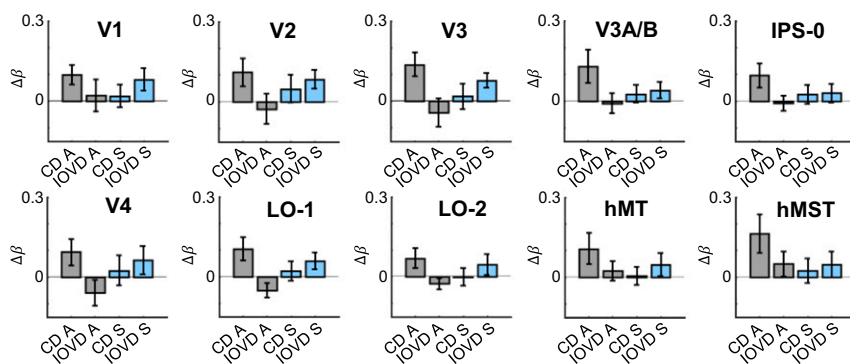 V1
V2
V3
V3A/B
IPS-0
0.3
0.3
0.3
0.3
0.3
Δβ
Δβ
Δβ
Δβ
Δβ
0
0
0
0
0
CD A
IOVD A
CD S
IOVD S
CD A
IOVD A
CD S
IOVD S
CD A
IOVD A
CD S
IOVD S
CD A
IOVD A
CD S
IOVD S
CD A
IOVD A
CD S
IOVD S
V4
LO-1
LO-2
hMT
hMST
0.3
0.3
0.3
0.3
0.3
Δβ
Δβ
Δβ
Δβ
Δβ
0
0
0
0
0
CD A
IOVD A
CD S
IOVD S
CD A
IOVD A
CD S
IOVD S
CD A
IOVD A
CD S
IOVD S
CD A
IOVD A
CD S
IOVD S
CD A
IOVD A
CD S
IOVD S